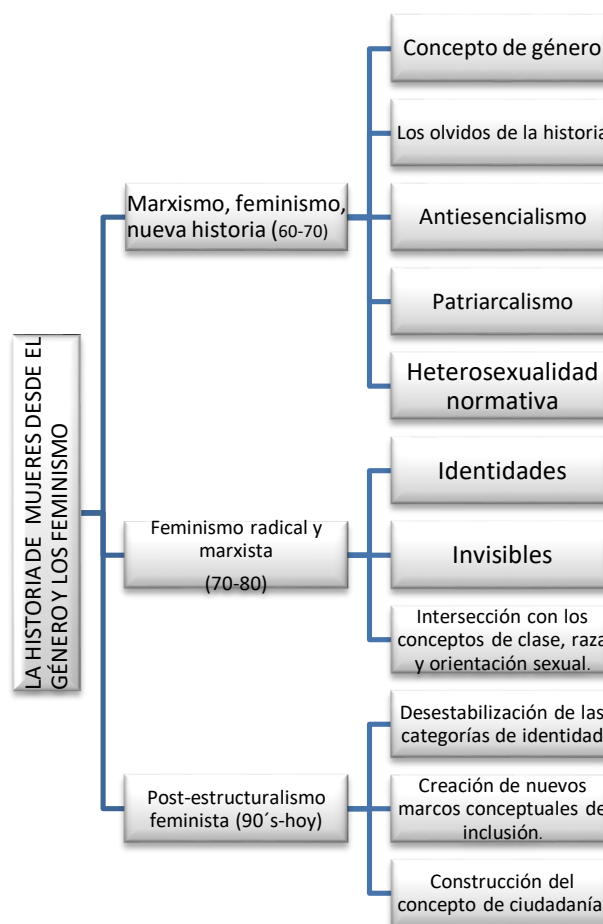 LA HISTORIA DE MUJERES DESDE EL
GÉNERO Y LOS FEMINISMO
Marxismo, feminismo,
nueva historia (60-70)
Concepto de género
Los olvidos de la historia
Antiesencialismo
Patriarcalismo
Heterosexualidad
normativa
Feminismo radical y
marxista
(70-80)
Identidades
Invisibles
Intersección con los
conceptos de clase, raza
y orientación sexual.
Post-estructuralismo
feminista (90´s-hoy)
Desestabilización de las
categorías de identidad
Creación de nuevos
marcos conceptuales de
inclusión.
Construcción del
concepto de ciudadanía